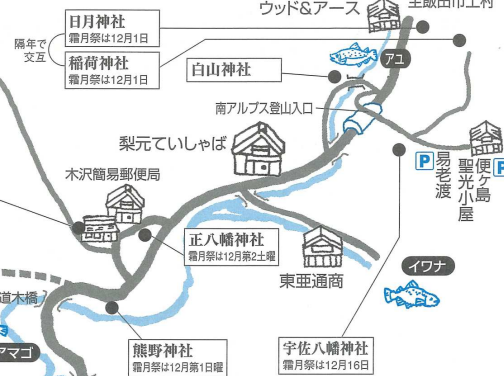 ウッド&アース
日月神社
霜月祭は12月1日
隔年で
交互
稲荷神社
霜月祭は12月1日
アユ
白山神社
南アルプス登山入口
梨元ていしゃば
P
易老渡
便ヶ島
聖光小屋
P
木沢簡易郵便局
正八幡神社
霜月祭は12月第2土曜
東亜通商
イワナ
道木橋
アマゴ
熊野神社
霜月祭は12月第1日曜
宇佐八幡神社
霜月祭は12月16日